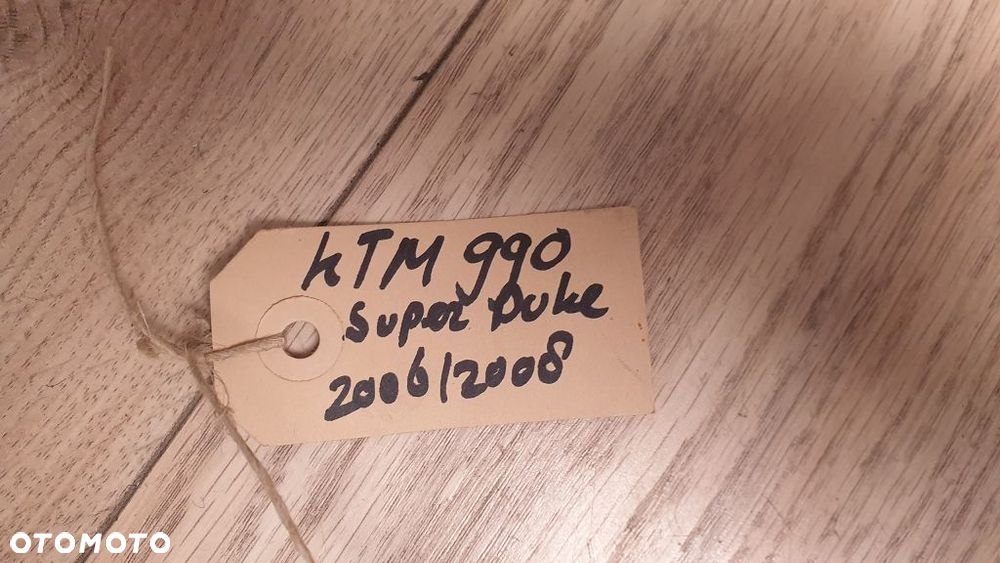 KTM 990
Super Duke
2006/2008
OTOMOTO